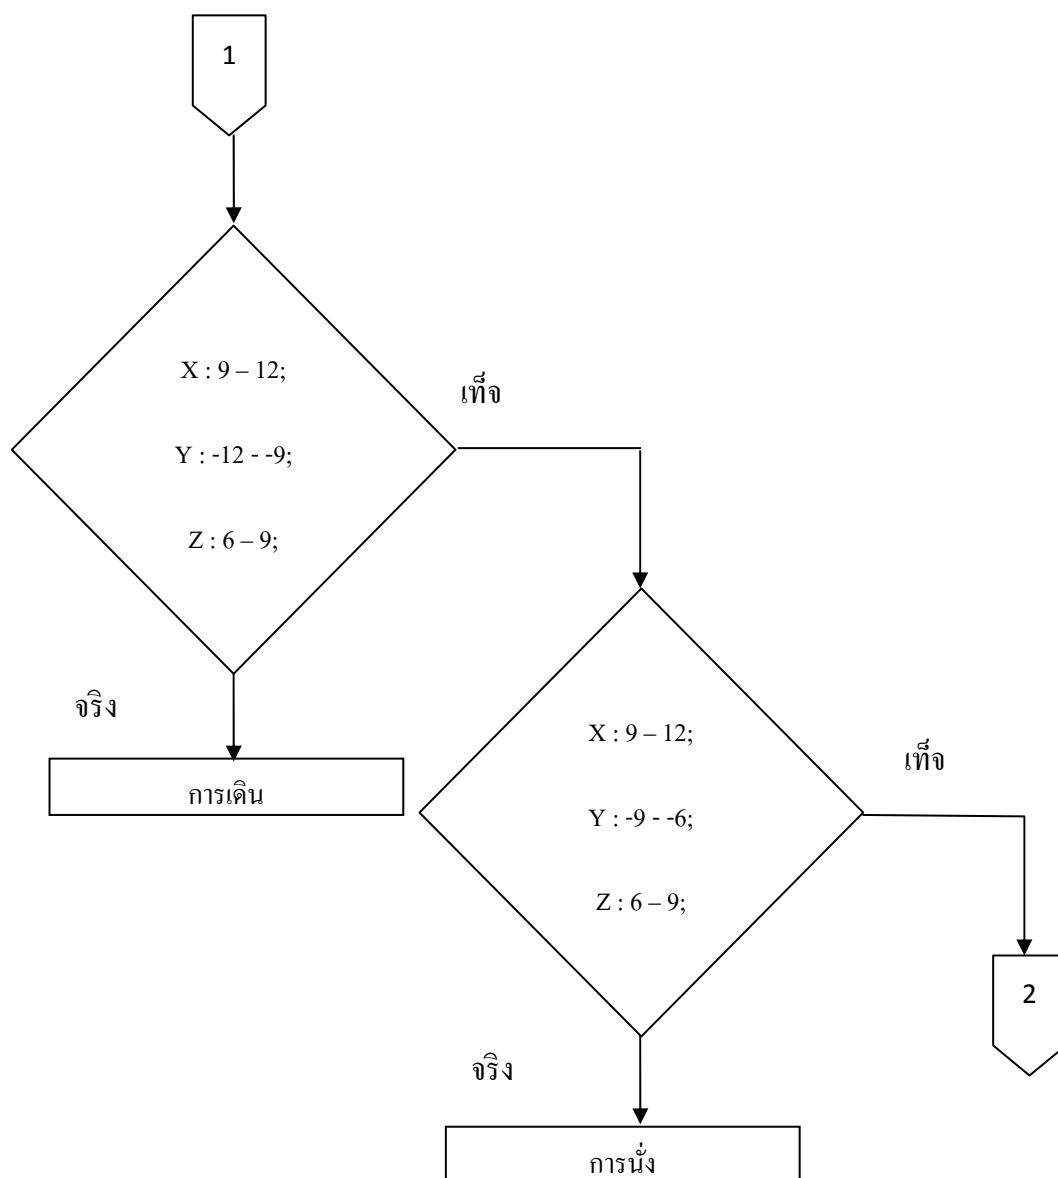 1
X : 9 – 12;
เท็จ
Y : -12 - -9;
Z : 6 – 9;
จริง
การเดิน
X : 9 – 12;
เท็จ
Y : -9 - -6;
Z : 6 – 9;
2
จริง
การนั่ง